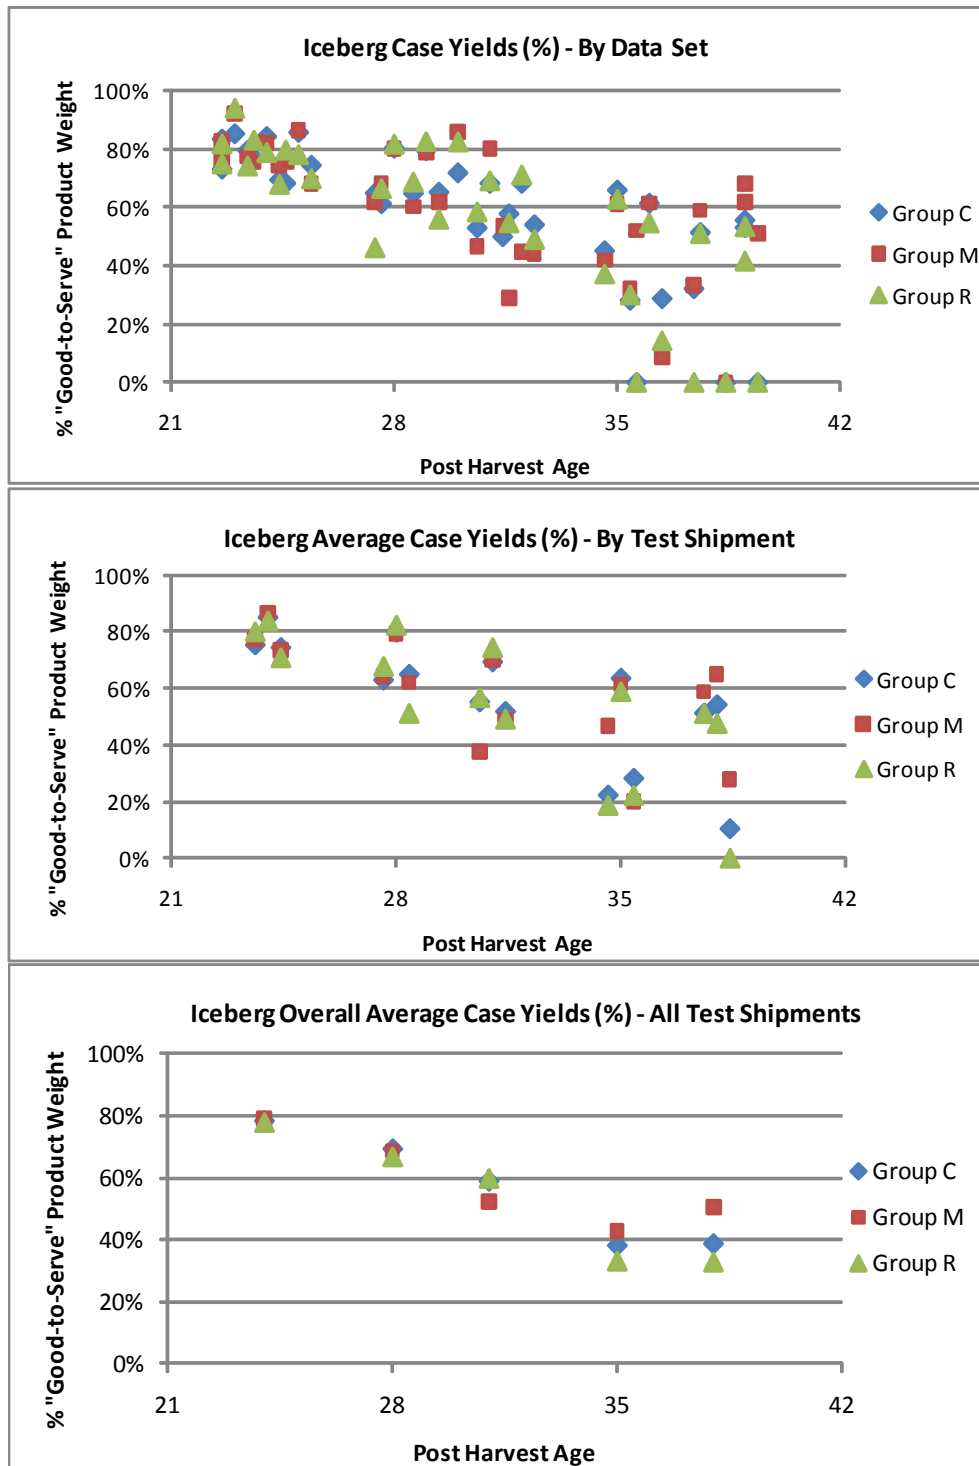 Iceberg Case Yields (%) - By Data Set
% "Good-to-Serve" Product Weight
100%
80%
60%
40%
20%
0%
21 28 35 42
Post Harvest Age
Group C
Group M
Group R
Iceberg Average Case Yields (%) - By Test Shipment
% "Good-to-Serve" Product Weight
100%
80%
60%
40%
20%
0%
21 28 35 42
Post Harvest Age
Group C
Group M
Group R
Iceberg Overall Average Case Yields (%) - All Test Shipments
% "Good-to-Serve" Product Weight
100%
80%
60%
40%
20%
0%
21 28 35 42
Post Harvest Age
Group C
Group M
Group R